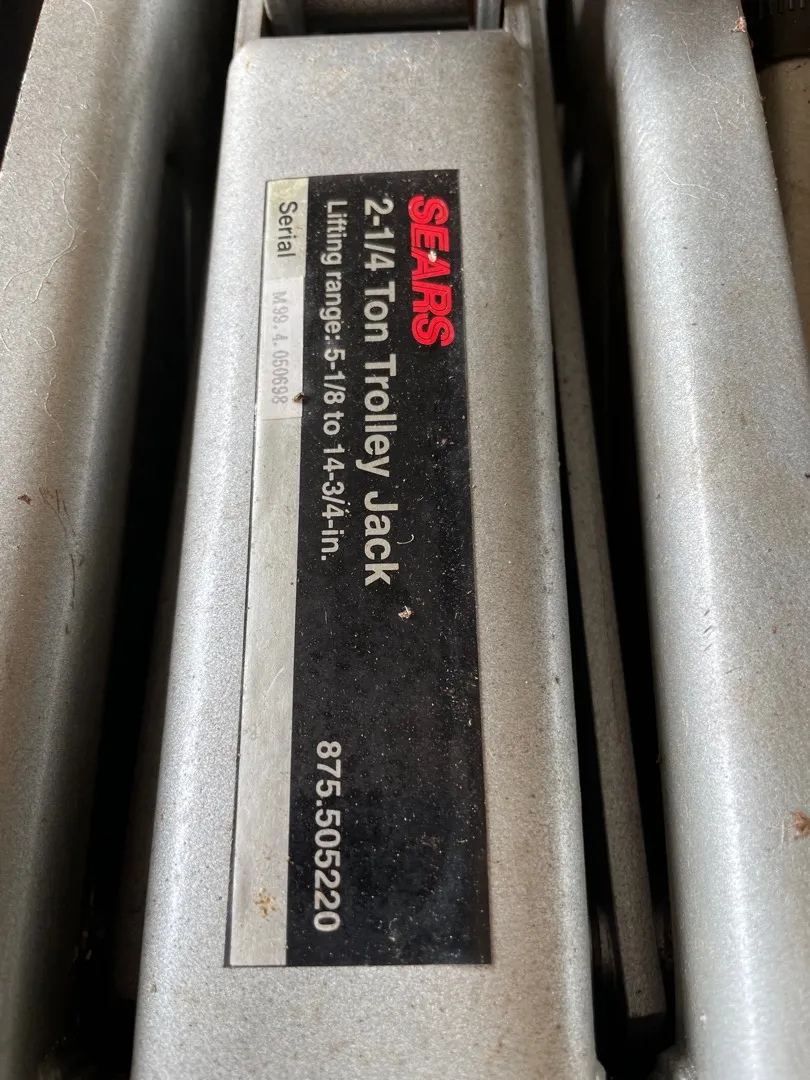 SEARS
2-1/4 Ton Trolley Jack
Lifting range: 5-1/8 to 14-3/4-in.
875.505220
Serial M99.4.050698